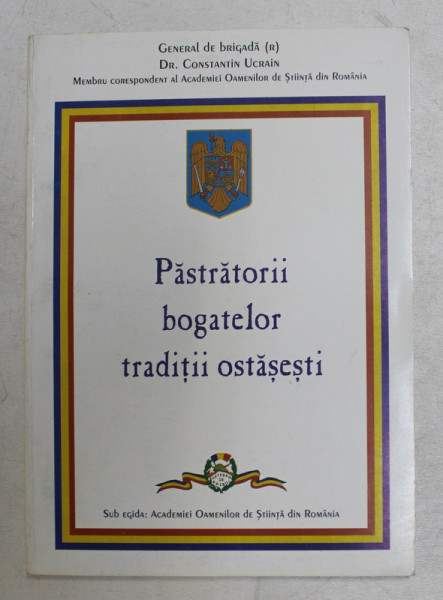 General de brigadă (r)
Dr. Constantin Ucrain
Membru corespondent al Academiei Oamenilor de Știință din România
Păstrătorii
bogatelor
tradiții ostășești
Sub egida: Academiei Oamenilor de Știință din România